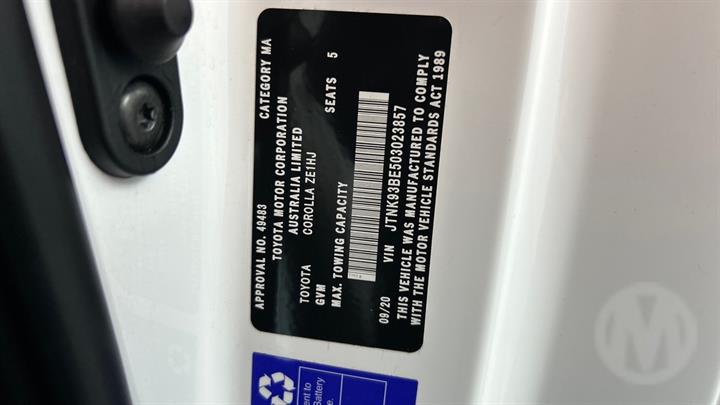 APPROVAL NO. 49483 CATEGORY MA
TOYOTA MOTOR CORPORATION
AUSTRALIA LIMITED
TOYOTA COROLLA ZE1HJ
GVM SEATS 5
MAX. TOWING CAPACITY
09/20 VIN JTNK93BE503023857
THIS VEHICLE WAS MANUFACTURED TO COMPLY
WITH THE MOTOR VEHICLE STANDARDS ACT 1989
Battery
M